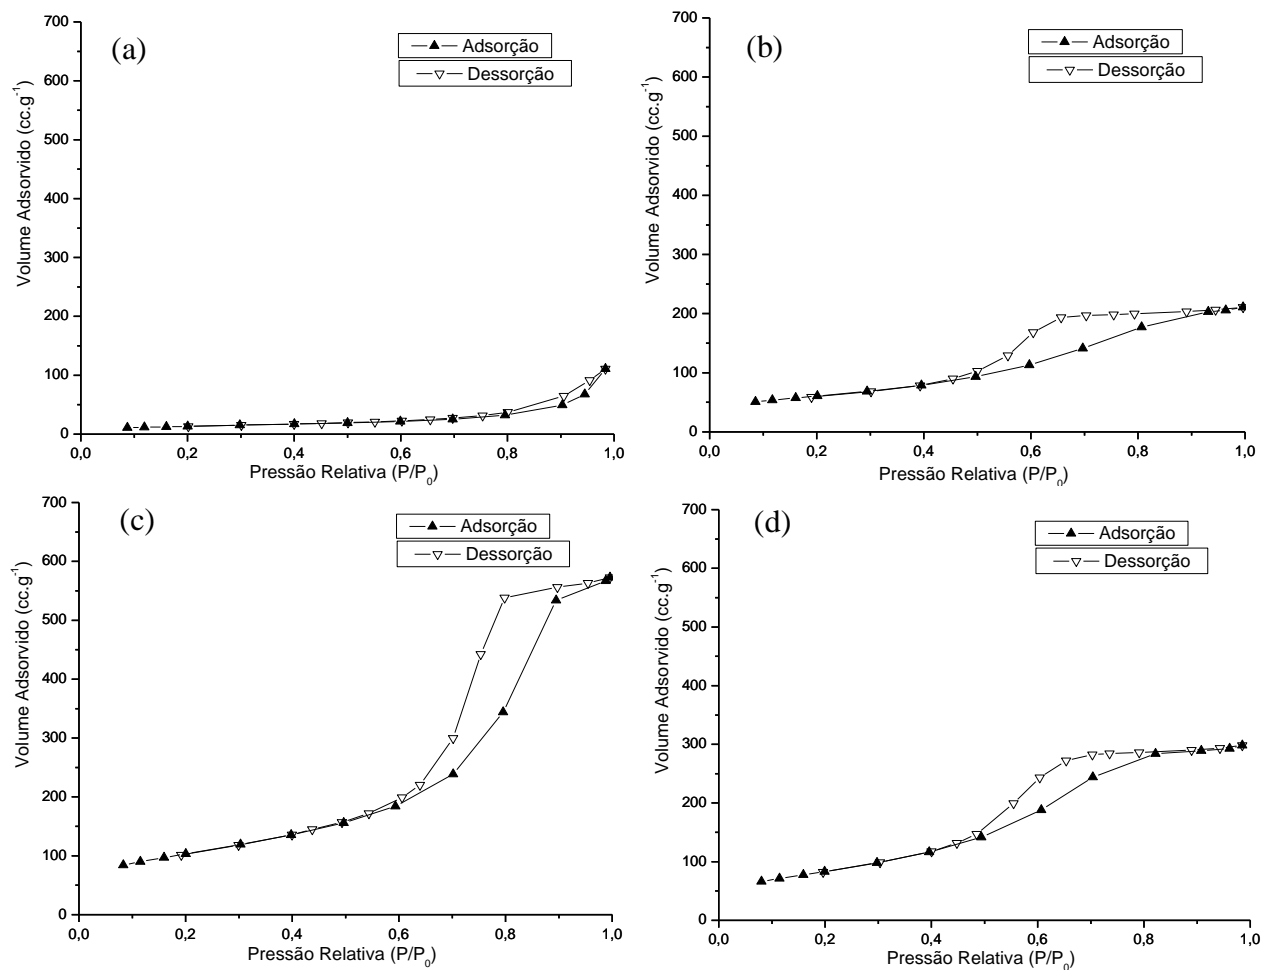 (a)
Adsorção
Dessorção
700
600
500
400
300
200
100
0
0,0 0,2 0,4 0,6 0,8 1,0
Volume Adsorvido (cc.g⁻¹)
Pressão Relativa (P/P₀)
(b)
Adsorção
Dessorção
700
600
500
400
300
200
100
0
0,0 0,2 0,4 0,6 0,8 1,0
Volume Adsorvido (cc.g⁻¹)
Pressão Relativa (P/P₀)
(c)
Adsorção
Dessorção
700
600
500
400
300
200
100
0
0,0 0,2 0,4 0,6 0,8 1,0
Volume Adsorvido (cc.g⁻¹)
Pressão Relativa (P/P₀)
(d)
Adsorção
Dessorção
700
600
500
400
300
200
100
0
0,0 0,2 0,4 0,6 0,8 1,0
Volume Adsorvido (cc.g⁻¹)
Pressão Relativa (P/P₀)